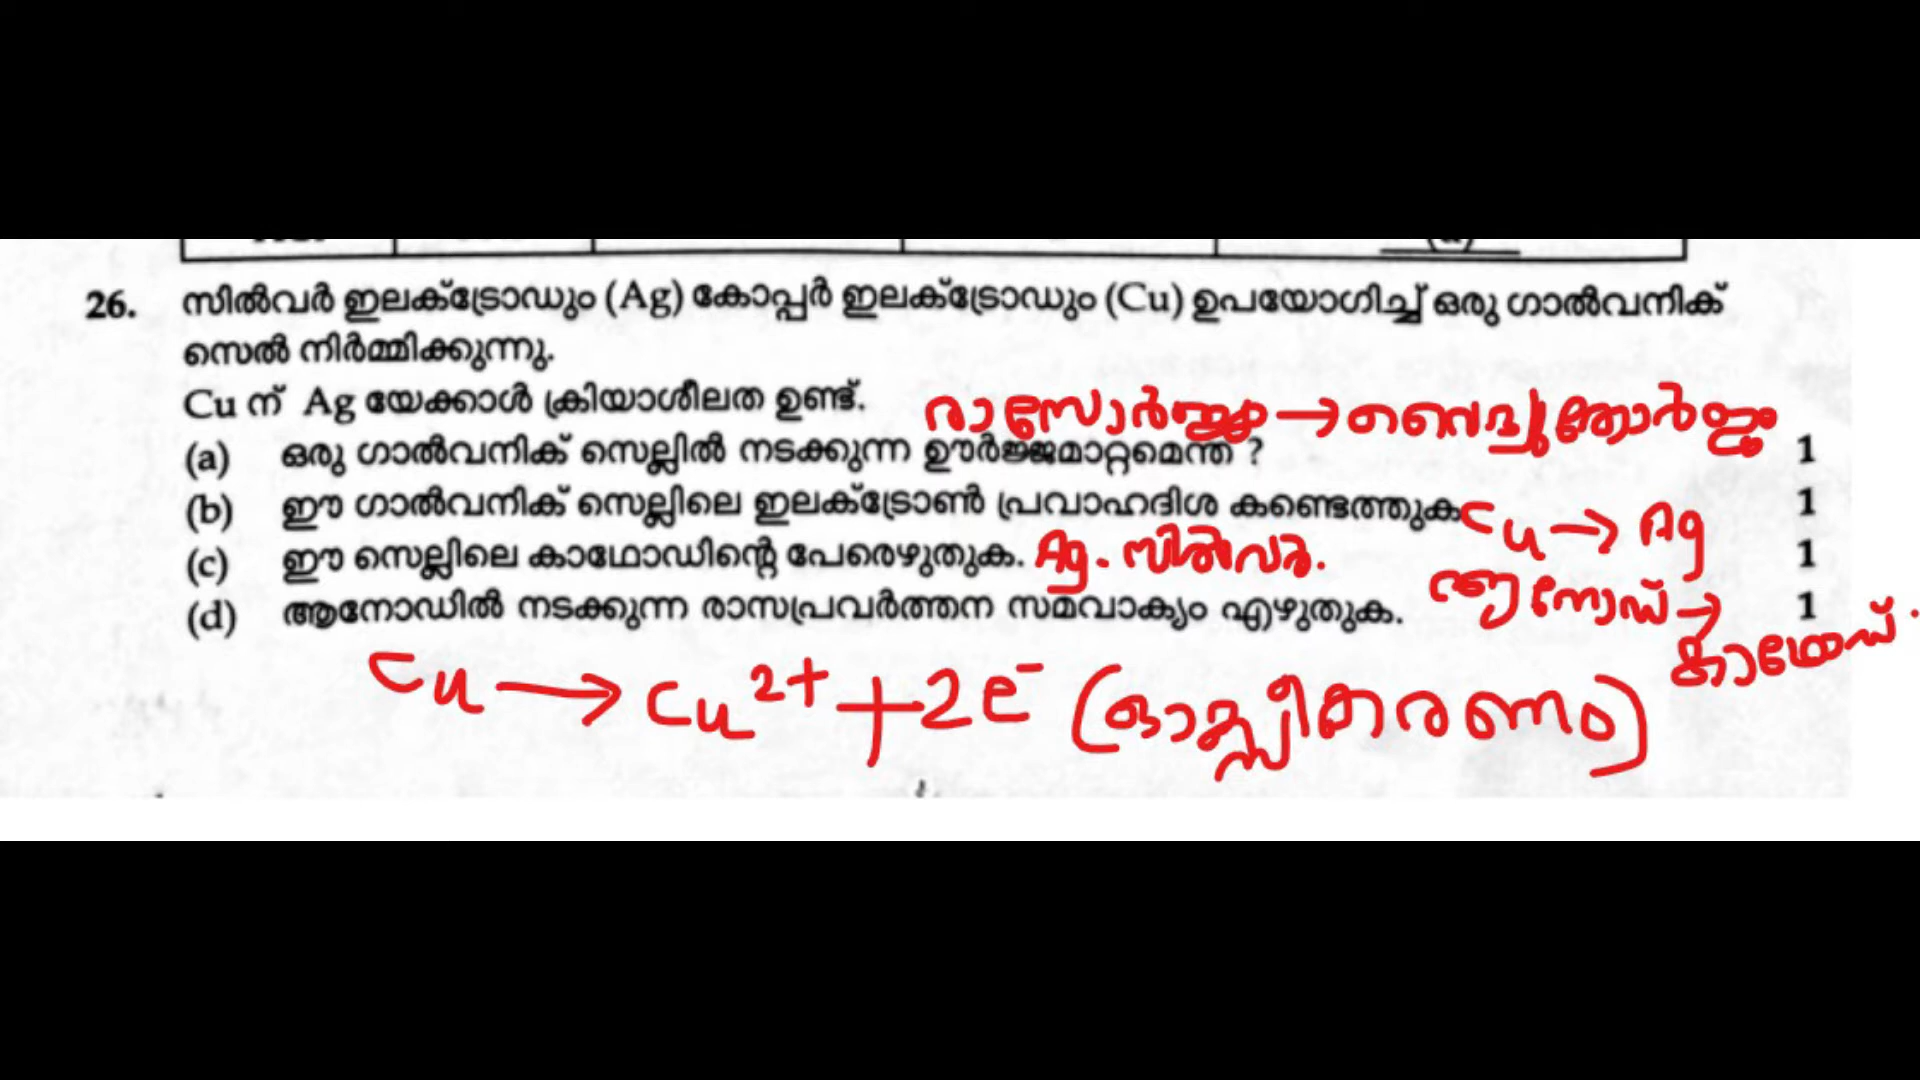 26. സിൽവർ ഇലക്ട്രോഡും (Ag) കോപ്പർ ഇലക്ട്രോഡും (Cu) ഉപയോഗിച്ച് ഒരു ഗാൽവനിക്
സെൽ നിർമ്മിക്കുന്നു.
Cu ന് Ag യേക്കാൾ ക്രിയാശീലത ഉണ്ട്.
രാസോർജ്ജം → വൈദ്യുതോർജ്ജം
(a) ഒരു ഗാൽവനിക് സെല്ലിൽ നടക്കുന്ന ഊർജ്ജമാറ്റമെന്ത് ? 1
(b) ഈ ഗാൽവനിക് സെല്ലിലെ ഇലക്ട്രോൺ പ്രവാഹദിശ കണ്ടെത്തുക Cu → Ag 1
(c) ഈ സെല്ലിലെ കാഥോഡിന്റെ പേരെഴുതുക. Ag. സിൽവർ. 1
(d) ആനോഡിൽ നടക്കുന്ന രാസപ്രവർത്തന സമവാക്യം എഴുതുക. ആനോഡ് → 1
കാഥോഡ്.
Cu → Cu²⁺ + 2e⁻ (ഓക്സീകരണം)